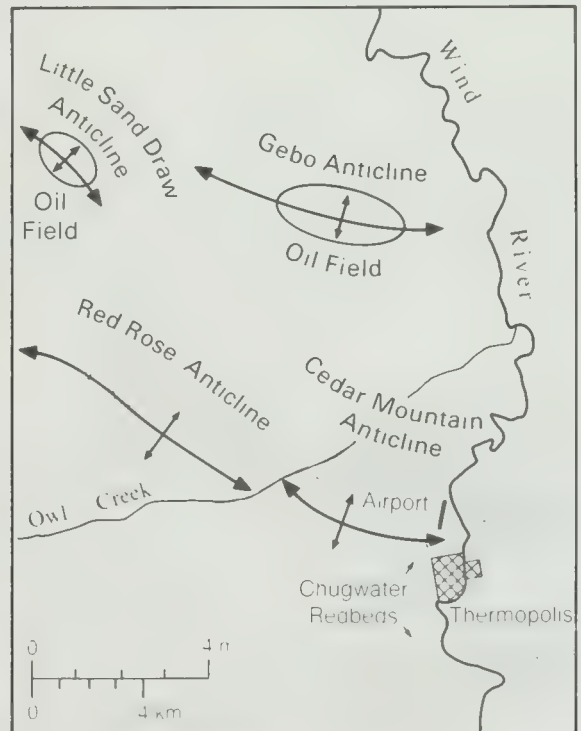 Wind
River
Little Sand Draw
Anticline
Oil
Field
Gebo Anticline
Oil Field
Red Rose Anticline
Cedar Mountain
Anticline
Owl Creek
Airport
Chugwater
Redbeds
Thermopolis
0 4
0 4 KM